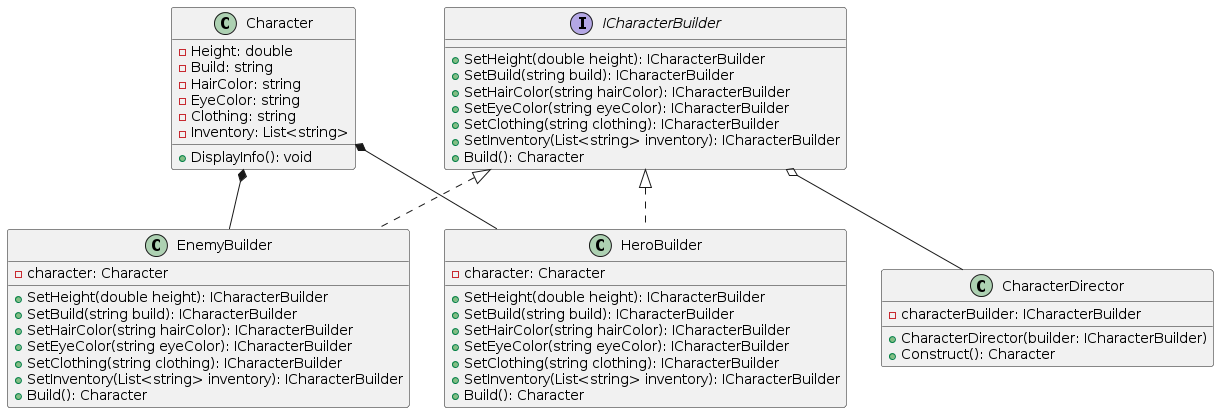 C Character
Height: double
Build: string
HairColor: string
EyeColor: string
Clothing: string
Inventory: List<string>
DisplayInfo(): void
I ICharacterBuilder
SetHeight(double height): ICharacterBuilder
SetBuild(string build): ICharacterBuilder
SetHairColor(string hairColor): ICharacterBuilder
SetEyeColor(string eyeColor): ICharacterBuilder
SetClothing(string clothing): ICharacterBuilder
SetInventory(List<string> inventory): ICharacterBuilder
Build(): Character
C EnemyBuilder
character: Character
SetHeight(double height): ICharacterBuilder
SetBuild(string build): ICharacterBuilder
SetHairColor(string hairColor): ICharacterBuilder
SetEyeColor(string eyeColor): ICharacterBuilder
SetClothing(string clothing): ICharacterBuilder
SetInventory(List<string> inventory): ICharacterBuilder
Build(): Character
C HeroBuilder
character: Character
SetHeight(double height): ICharacterBuilder
SetBuild(string build): ICharacterBuilder
SetHairColor(string hairColor): ICharacterBuilder
SetEyeColor(string eyeColor): ICharacterBuilder
SetClothing(string clothing): ICharacterBuilder
SetInventory(List<string> inventory): ICharacterBuilder
Build(): Character
C CharacterDirector
characterBuilder: ICharacterBuilder
CharacterDirector(builder: ICharacterBuilder)
Construct(): Character